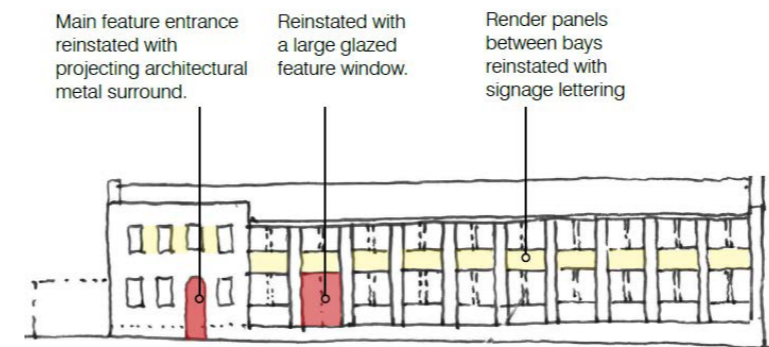 Main feature entrance
reinstated with
projecting architectural
metal surround.
Reinstated with
a large glazed
feature window.
Render panels
between bays
reinstated with
signage lettering